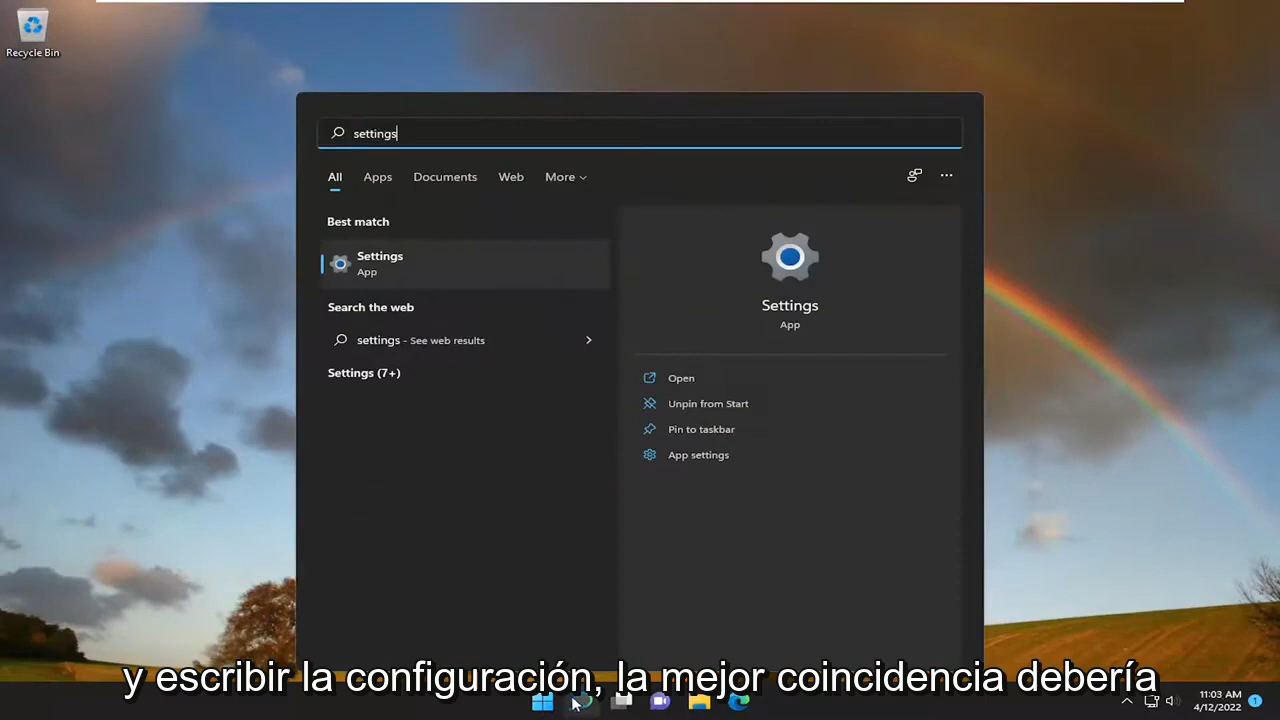 Recycle Bin
settings
All Apps Documents Web More
Best match
Settings
App
Search the web
settings - See web results
Settings (7+)
Settings
App
Open
Unpin from Start
Pin to taskbar
App settings
y escribir la configuración, la mejor coincidencia debería
11:03 AM
4/12/2022
1